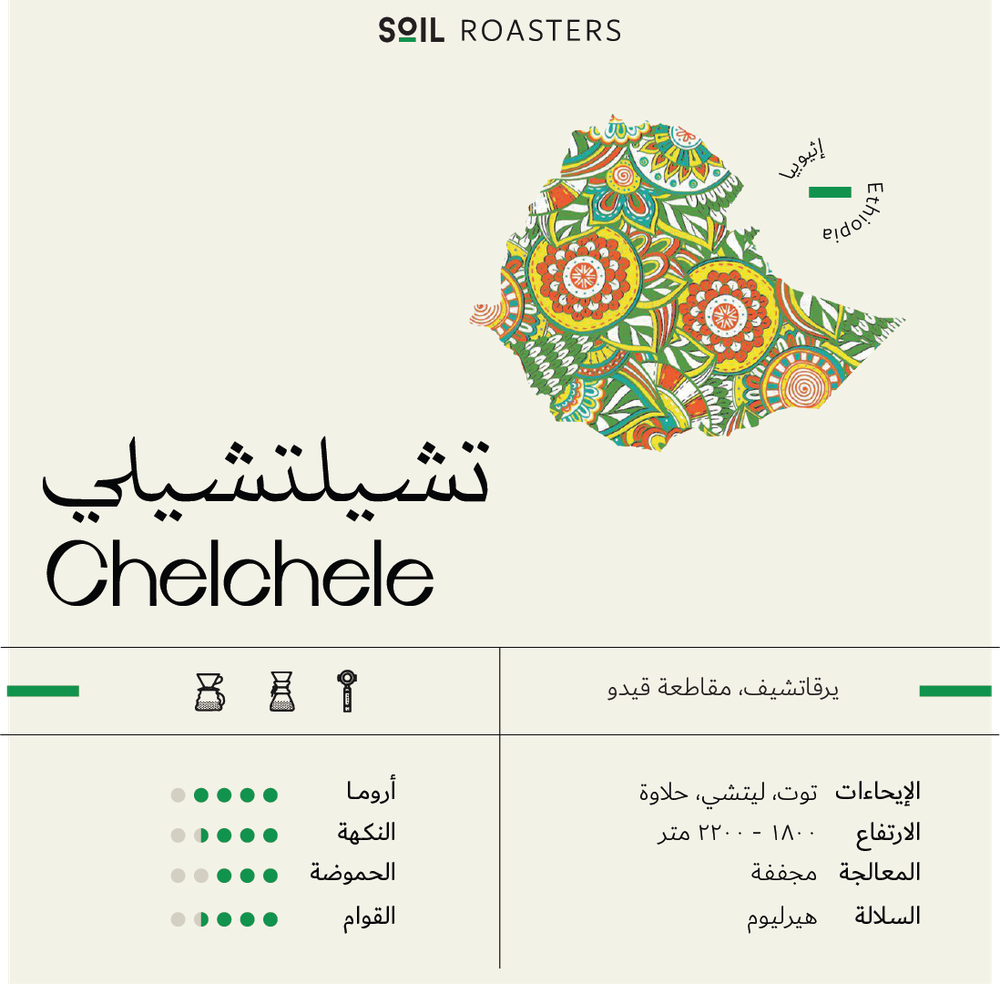 SOIL ROASTERS
إثيوبيا
Ethiopia
تشيلتشيلي
Chelchele
يرقاتشيف، مقاطعة قيدو
الإيحاءات توت، ليتشي، حلاوة
الارتفاع ١٨٠٠ - ٢٢٠٠ متر
المعالجة مجففة
السلالة هيرليوم
أروما
النكهة
الحموضة
القوام